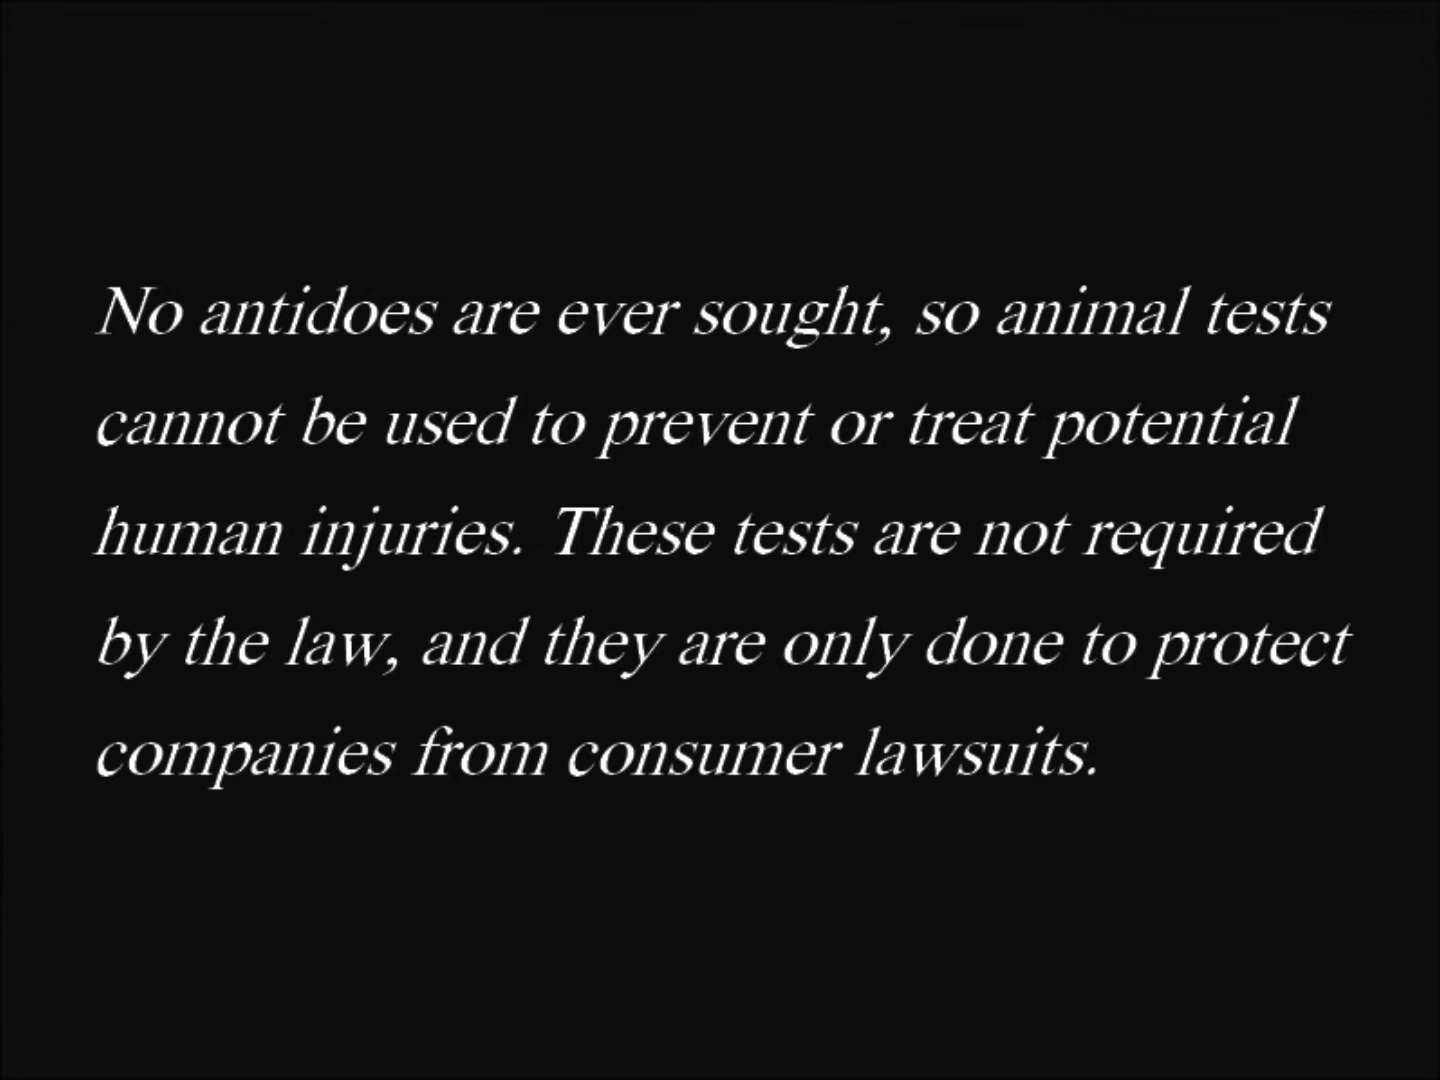 No antidoes are ever sought, so animal tests
cannot be used to prevent or treat potential
human injuries. These tests are not required
by the law, and they are only done to protect
companies from consumer lawsuits.